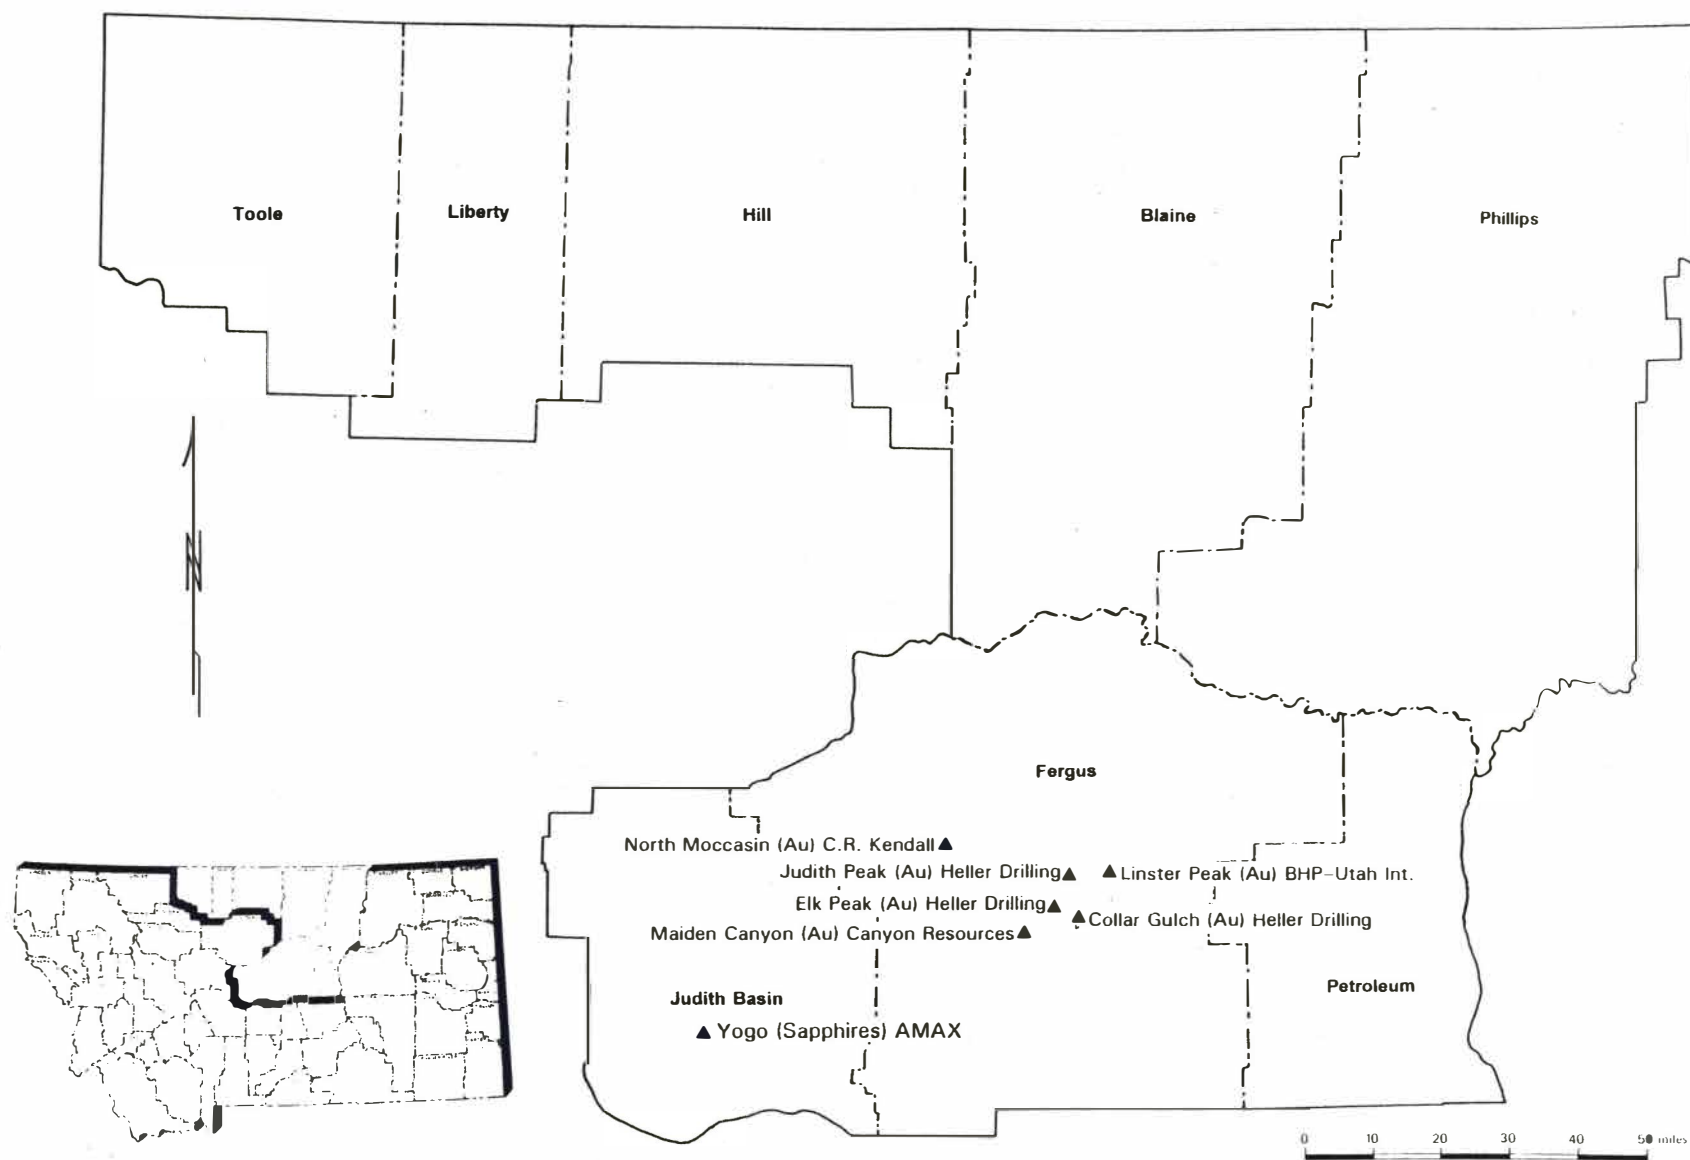 Toole
Liberty
Hill
Blaine
Phillips
N
Fergus
North Moccasin (Au) C.R. Kendall
Judith Peak (Au) Heller Drilling
Linster Peak (Au) BHP-Utah Int.
Elk Peak (Au) Heller Drilling
Collar Gulch (Au) Heller Drilling
Maiden Canyon (Au) Canyon Resources
Petroleum
Judith Basin
Yogo (Sapphires) AMAX
0 10 20 30 40 50 miles